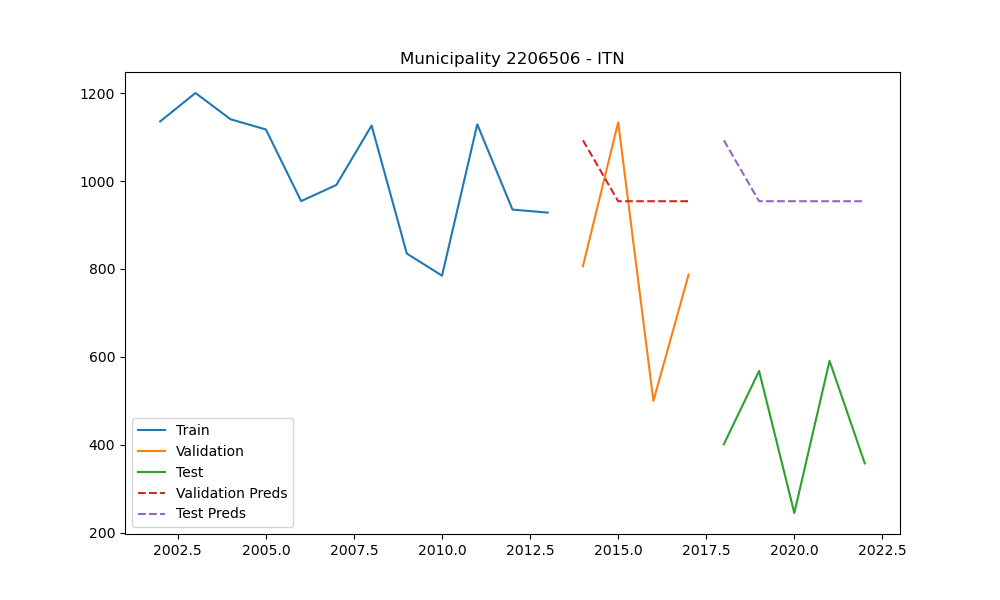 Municipality 2206506 - ITN
1200
1000
800
600
400
200
Train
Validation
Test
Validation Preds
Test Preds
2002.5 2005.0 2007.5 2010.0 2012.5 2015.0 2017.5 2020.0 2022.5